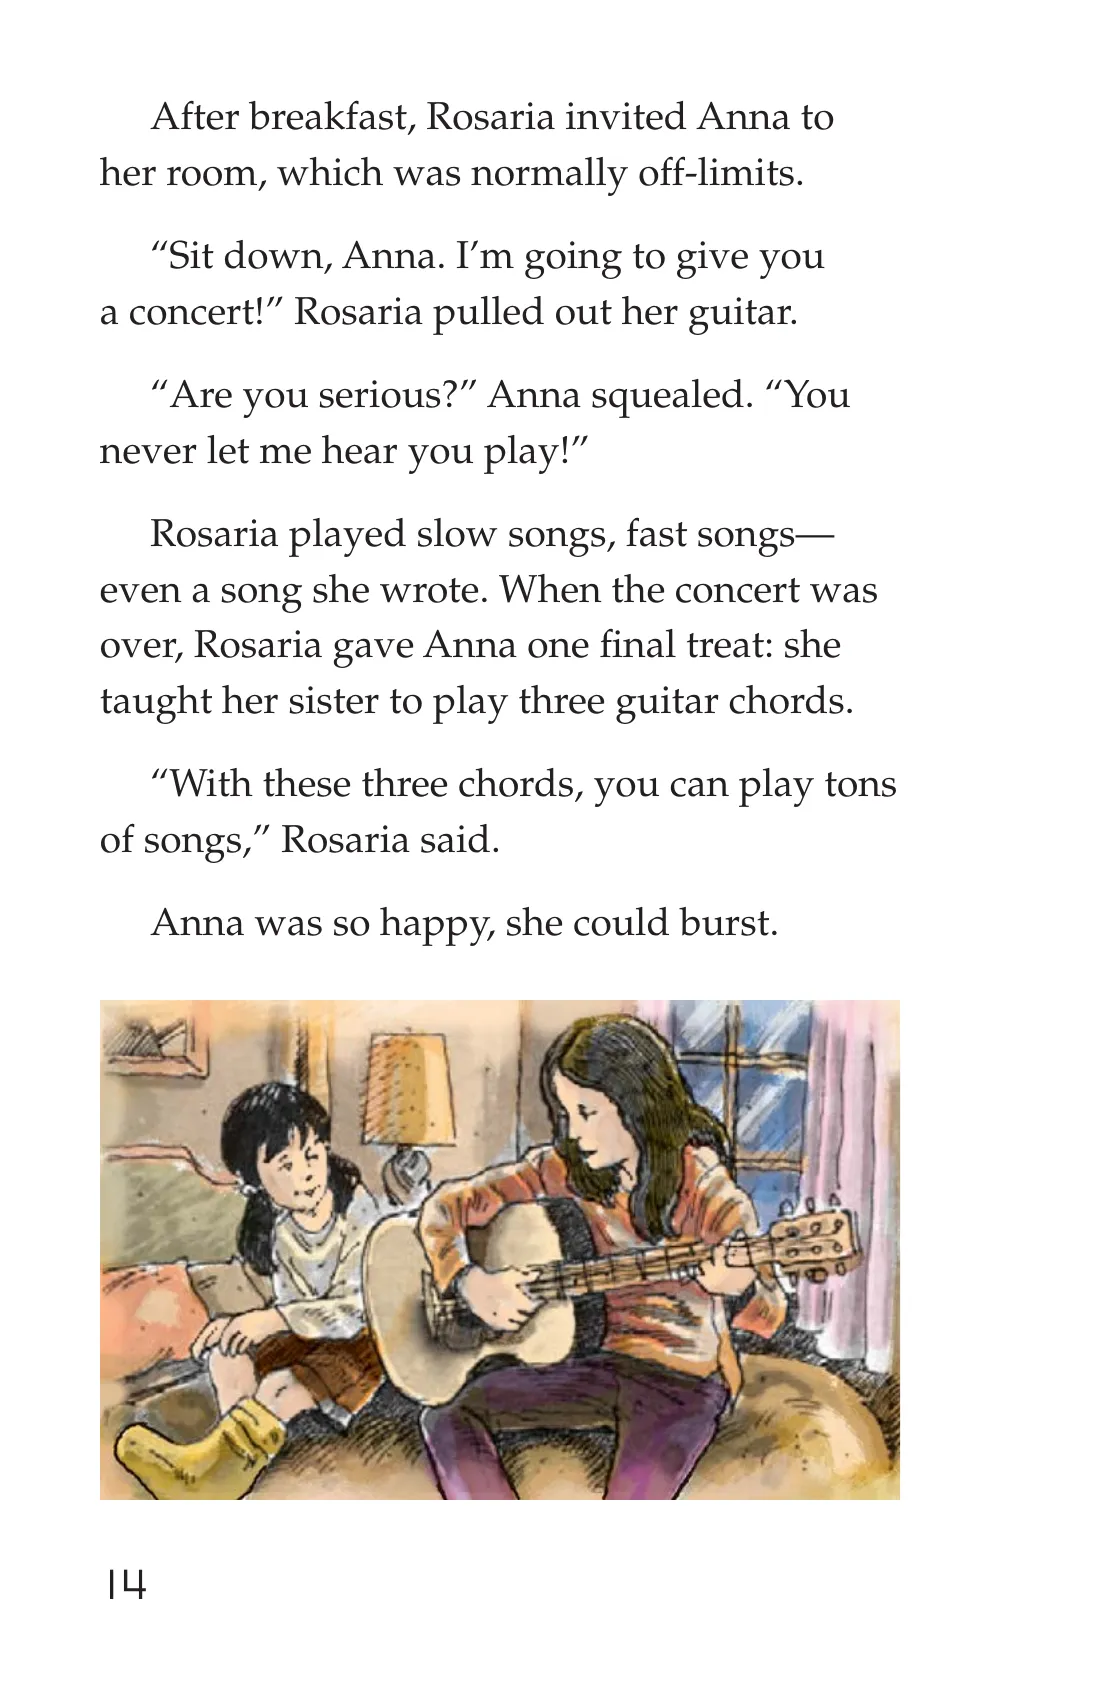 After breakfast, Rosaria invited Anna to
her room, which was normally off-limits.
“Sit down, Anna. I’m going to give you
a concert!” Rosaria pulled out her guitar.
“Are you serious?” Anna squealed. “You
never let me hear you play!”
Rosaria played slow songs, fast songs—
even a song she wrote. When the concert was
over, Rosaria gave Anna one final treat: she
taught her sister to play three guitar chords.
“With these three chords, you can play tons
of songs,” Rosaria said.
Anna was so happy, she could burst.
14